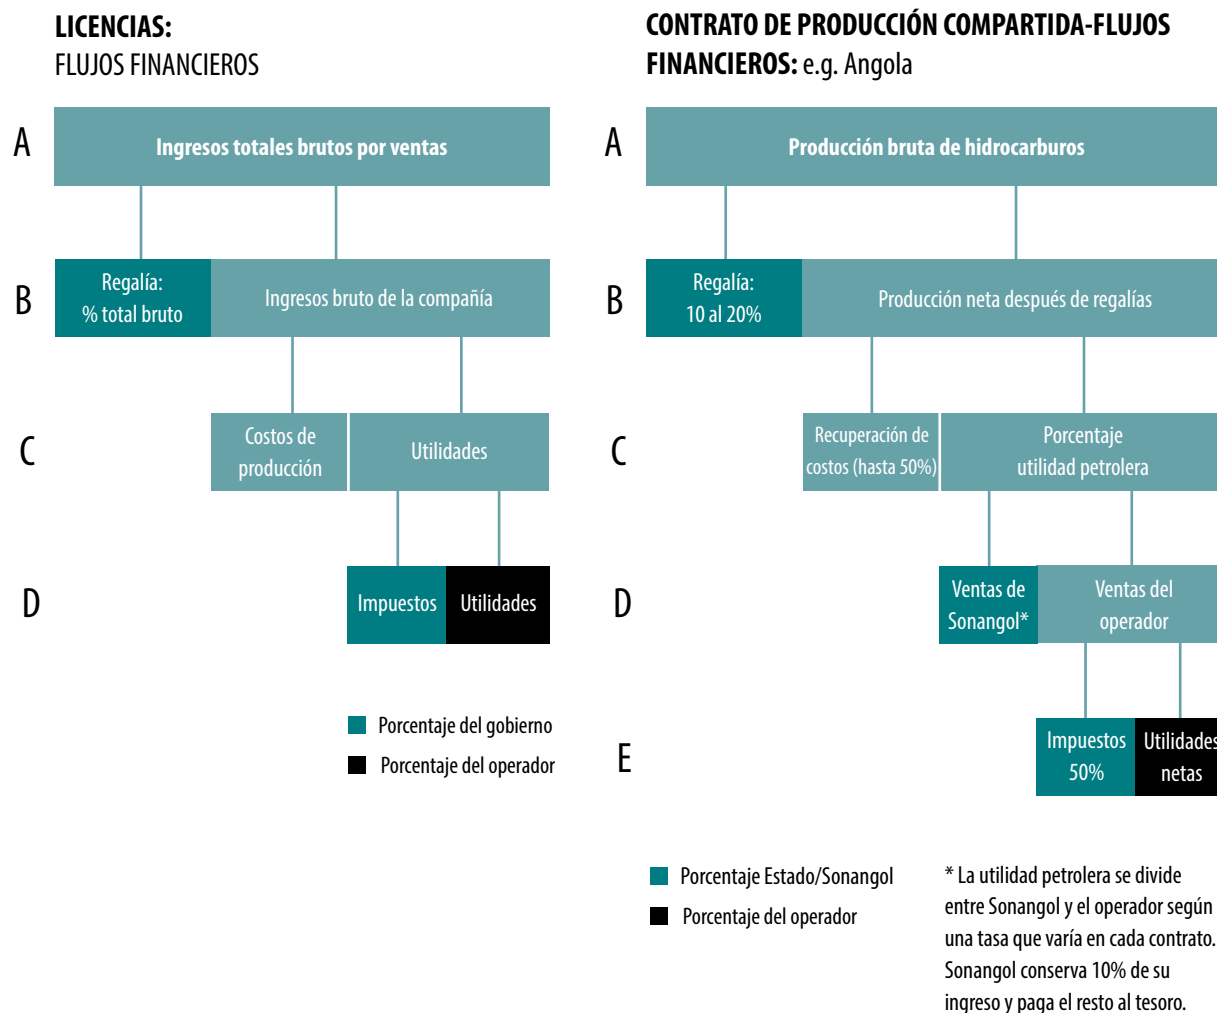 LICENCIAS:
FLUJOS FINANCIEROS
A
Ingresos totales brutos por ventas
B
Regalía:
% total bruto
Ingresos bruto de la compañía
C
Costos de
producción
Utilidades
D
Impuestos
Utilidades
Porcentaje del gobierno
Porcentaje del operador
CONTRATO DE PRODUCCIÓN COMPARTIDA-FLUJOS
FINANCIEROS: e.g. Angola
A
Producción bruta de hidrocarburos
B
Regalía:
10 al 20%
Producción neta después de regalías
C
Recuperación de
costos (hasta 50%)
Porcentaje
utilidad petrolera
D
Ventas de
Sonangol*
Ventas del
operador
E
Impuestos
50%
Utilidades
netas
Porcentaje Estado/Sonangol
Porcentaje del operador
* La utilidad petrolera se divide
entre Sonangol y el operador según
una tasa que varía en cada contrato.
Sonangol conserva 10% de su
ingreso y paga el resto al tesoro.